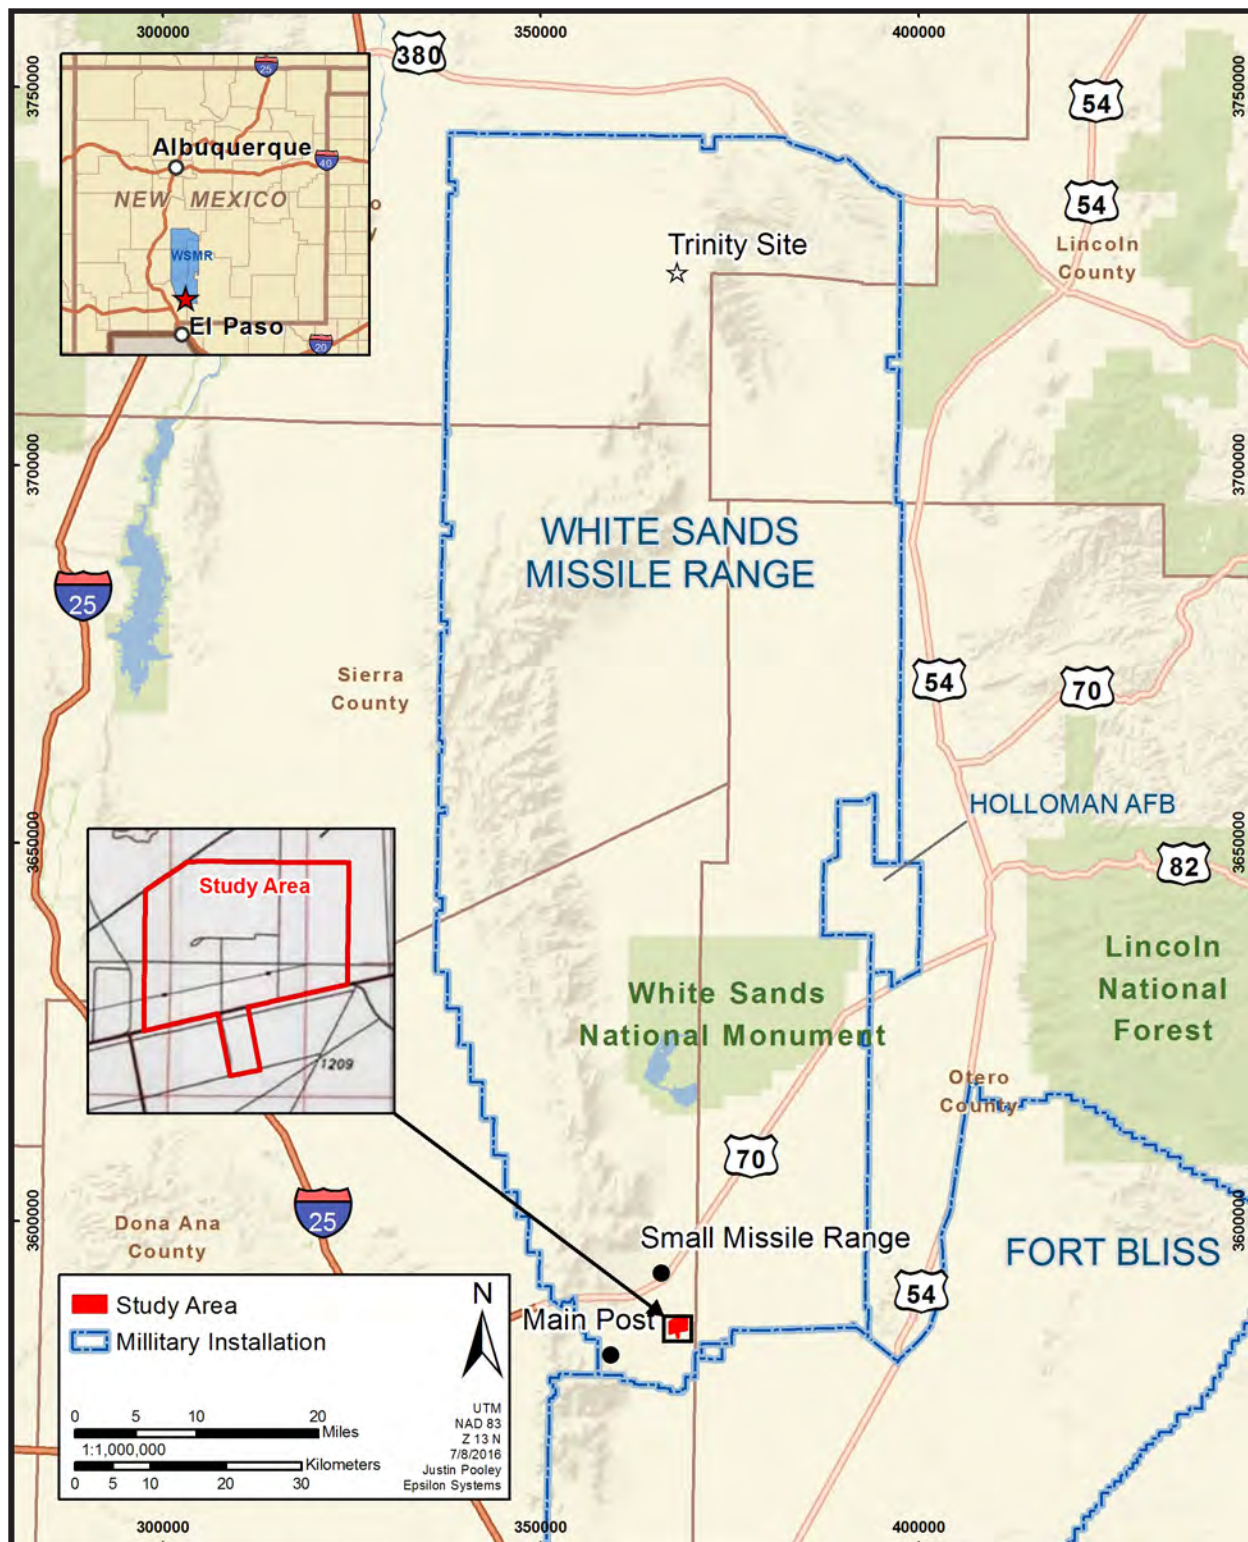 300000
350000
400000
3750000
3750000
380
25
Albuquerque
40
NEW MEXICO
WSMR
El Paso
20
54
54
Lincoln
County
Trinity Site
3700000
3700000
WHITE SANDS
MISSILE RANGE
25
Sierra
County
54
70
HOLLOMAN AFB
3650000
3650000
82
Study Area
1209
White Sands
National Monument
Lincoln
National
Forest
Otero
County
70
3600000
3600000
Dona Ana
County
25
Small Missile Range
FORT BLISS
54
Main Post
Study Area
Millitary Installation
N
0 5 10 20
Miles
1:1,000,000
Kilometers
0 5 10 20 30
UTM
NAD 83
Z 13 N
7/8/2016
Justin Pooley
Epsilon Systems
300000
350000
400000